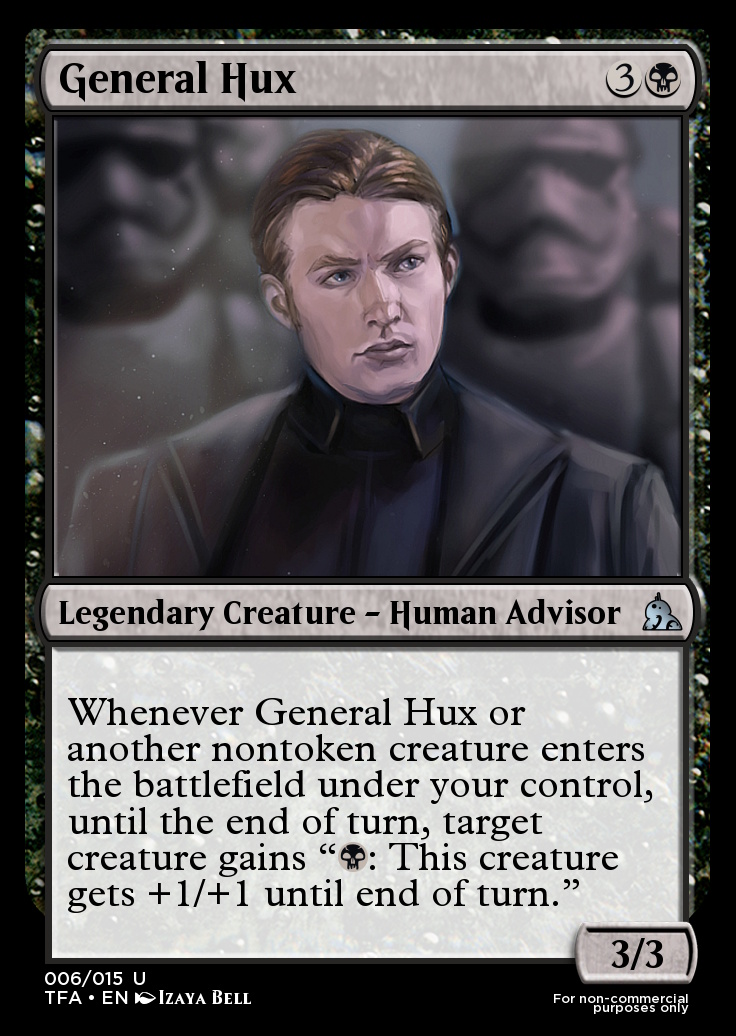 General Hux 3
Legendary Creature – Human Advisor
Whenever General Hux or
another nontoken creature enters
the battlefield under your control,
until the end of turn, target
creature gains “: This creature
gets +1/+1 until end of turn.”
3/3
006/015 U
TFA • EN Izaya Bell
For non-commercial
purposes only